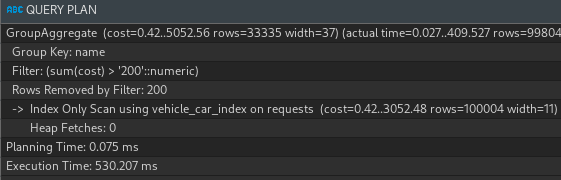 ABC QUERY PLAN
GroupAggregate (cost=0.42..5052.56 rows=33335 width=37) (actual time=0.027..409.527 rows=99804
Group Key: name
Filter: (sum(cost) > '200'::numeric)
Rows Removed by Filter: 200
-> Index Only Scan using vehicle_car_index on requests (cost=0.42..3052.48 rows=100004 width=11)
Heap Fetches: 0
Planning Time: 0.075 ms
Execution Time: 530.207 ms